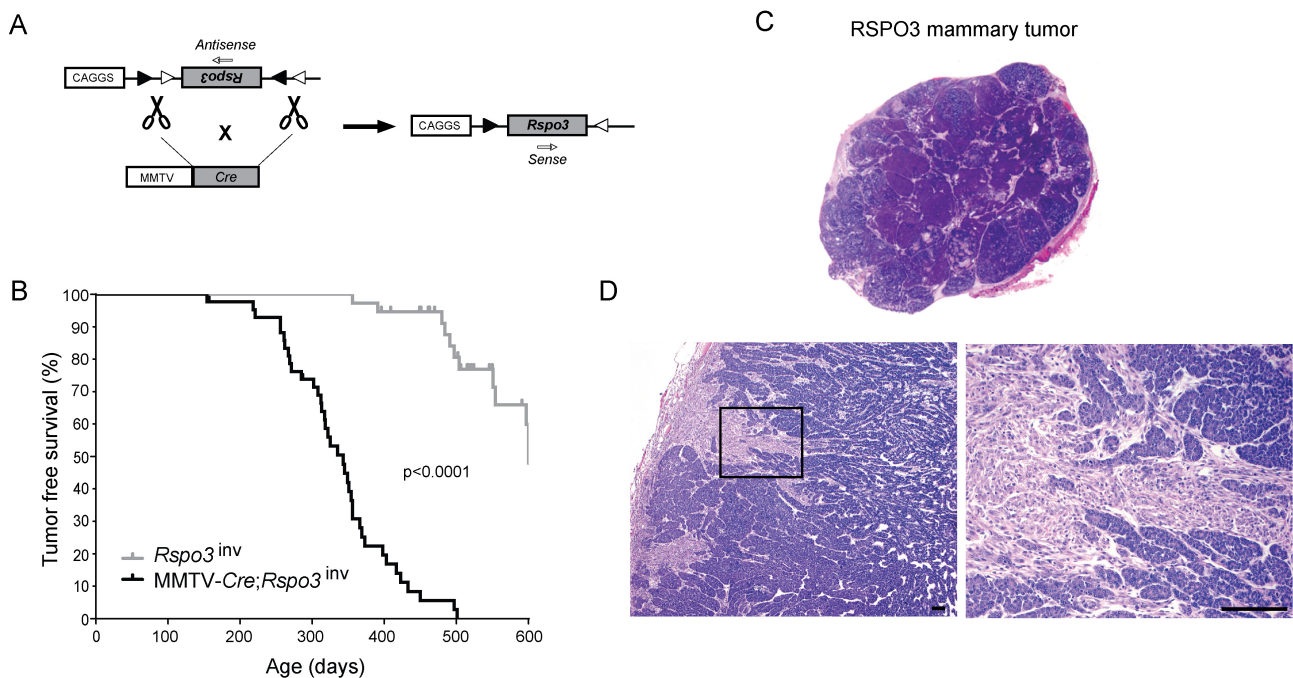 A
Antisense
CAGGS
Rspo3
X
MMTV
Cre
CAGGS
Rspo3
Sense
C
RSPO3 mammary tumor
B
Tumor free survival (%)
100
90
80
70
60
50
40
30
20
10
0
p<0.0001
Rspo3 inv
MMTV-Cre;Rspo3 inv
0 100 200 300 400 500 600
Age (days)
D